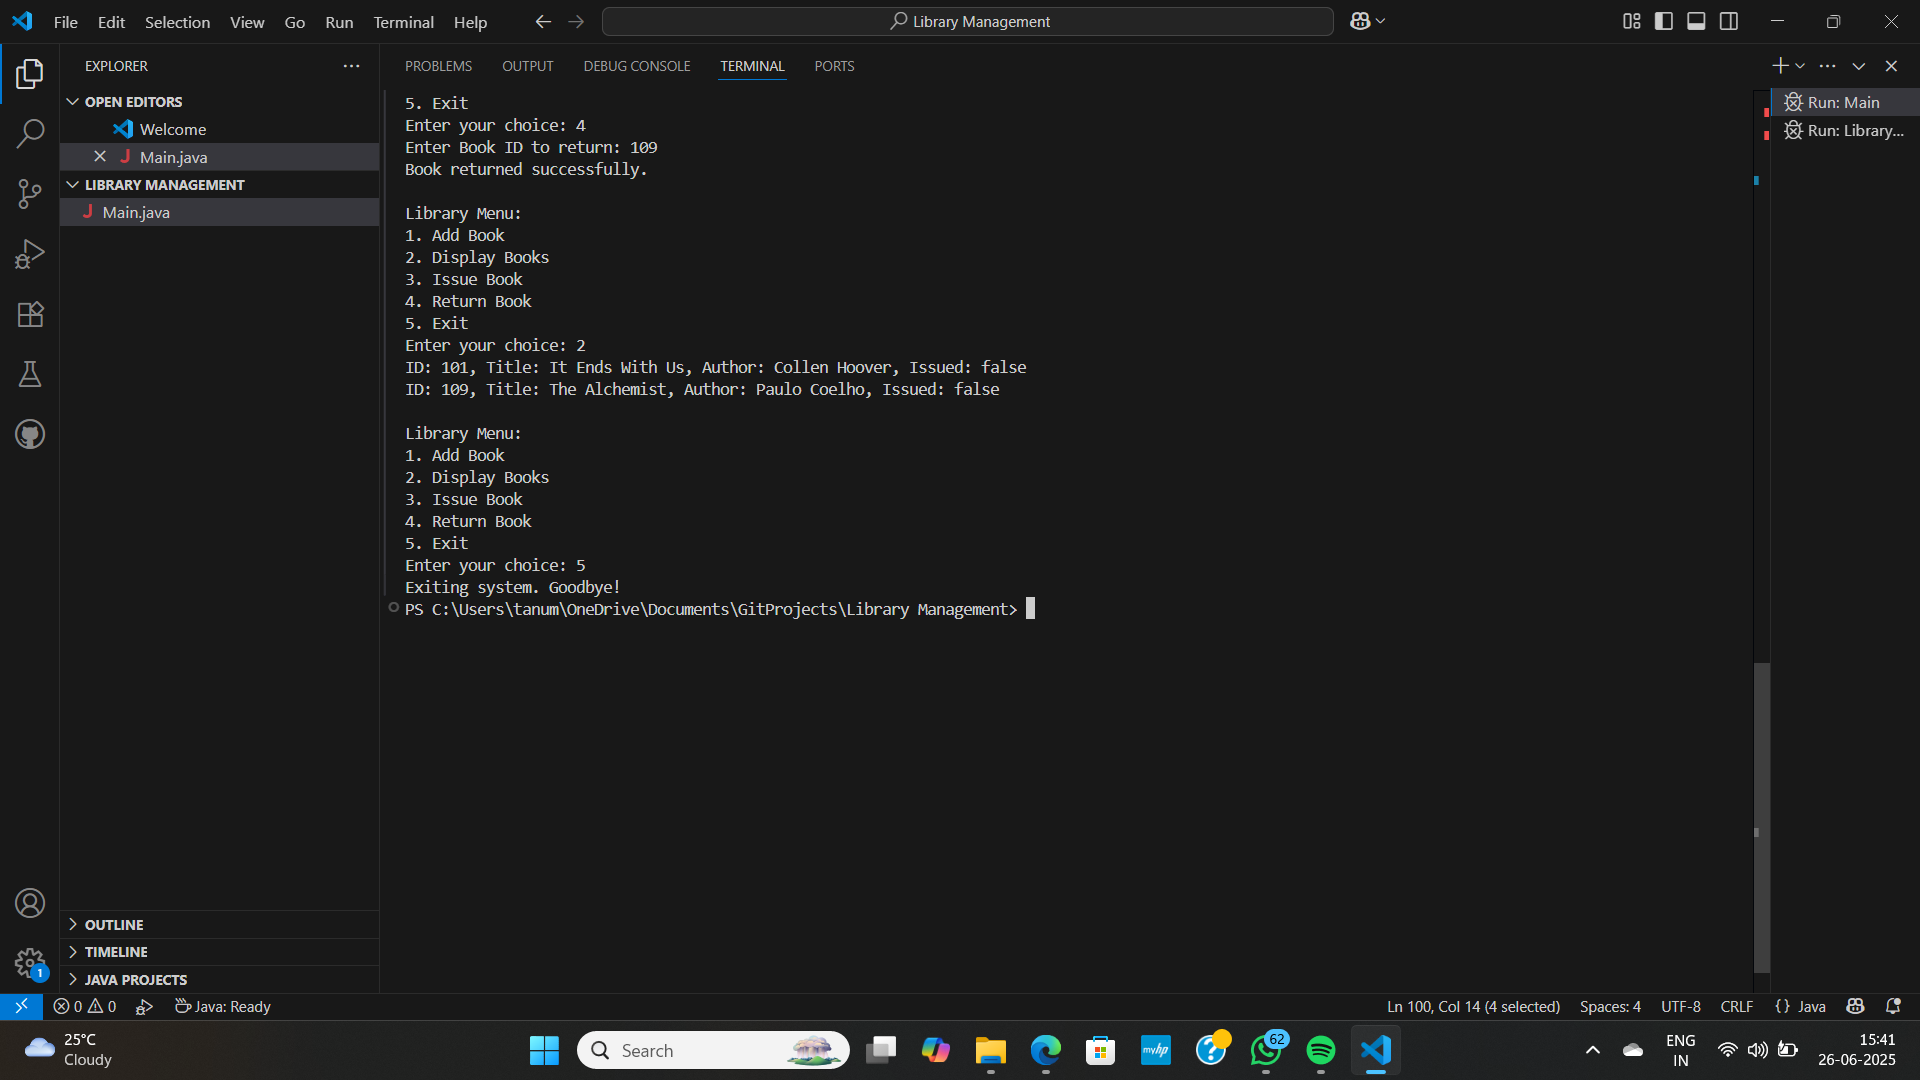 File Edit Selection View Go Run Terminal Help
Library Management
EXPLORER
OPEN EDITORS
Welcome
J Main.java
LIBRARY MANAGEMENT
J Main.java
OUTLINE
TIMELINE
JAVA PROJECTS
PROBLEMS OUTPUT DEBUG CONSOLE TERMINAL PORTS
5. Exit
Enter your choice: 4
Enter Book ID to return: 109
Book returned successfully.
Library Menu:
1. Add Book
2. Display Books
3. Issue Book
4. Return Book
5. Exit
Enter your choice: 2
ID: 101, Title: It Ends With Us, Author: Collen Hoover, Issued: false
ID: 109, Title: The Alchemist, Author: Paulo Coelho, Issued: false
Library Menu:
1. Add Book
2. Display Books
3. Issue Book
4. Return Book
5. Exit
Enter your choice: 5
Exiting system. Goodbye!
PS C:\Users\tanum\OneDrive\Documents\GitProjects\Library Management>
Run: Main
Run: Library...
1
0 0 Java: Ready
Ln 100, Col 14 (4 selected) Spaces: 4 UTF-8 CRLF {} Java
25°C
Cloudy
Search
myhp
62
ENG
IN
15:41
26-06-2025